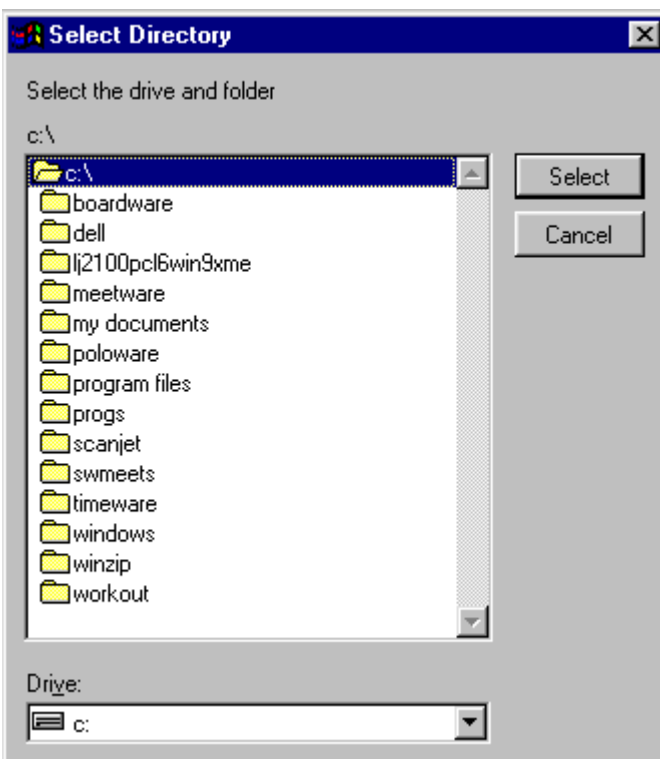 Select Directory
Select the drive and folder
c:\
c:\
Select
boardware
dell
Cancel
lj2100pcl6win9xme
meetware
my documents
poloware
program files
progs
scanjet
swmeets
timeware
windows
winzip
workout
Drive:
c: